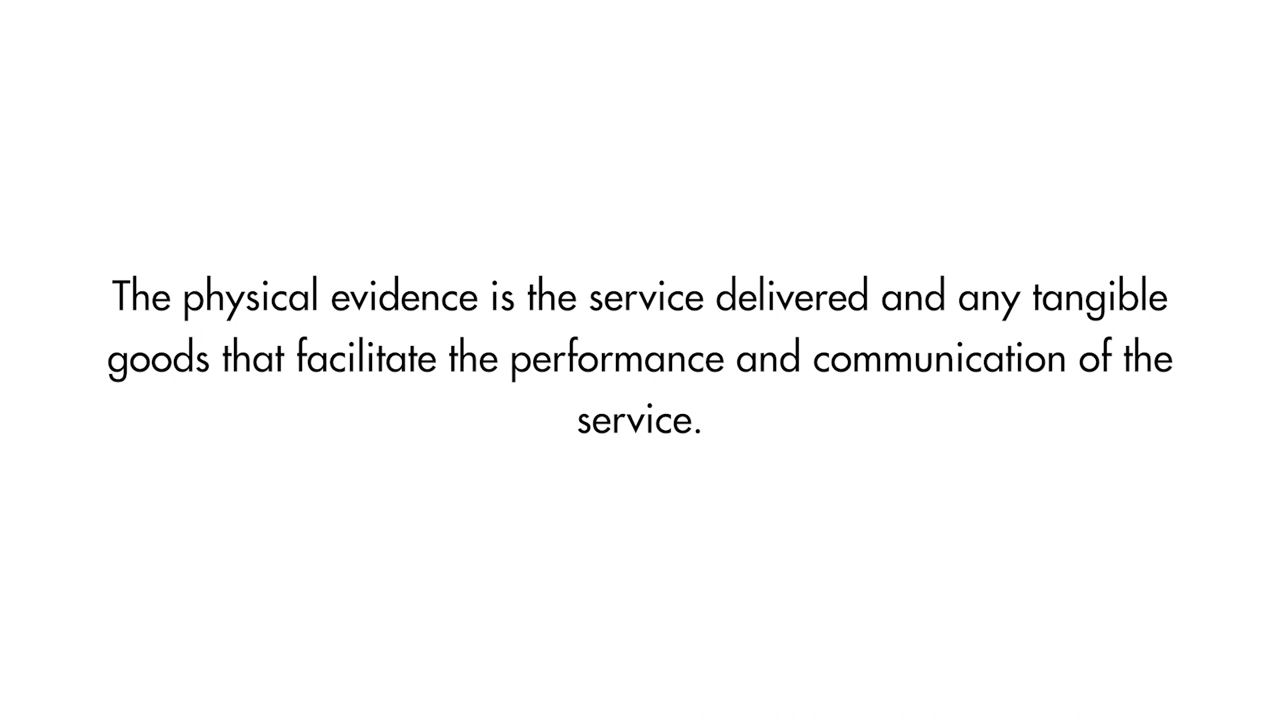 The physical evidence is the service delivered and any tangible
goods that facilitate the performance and communication of the
service.